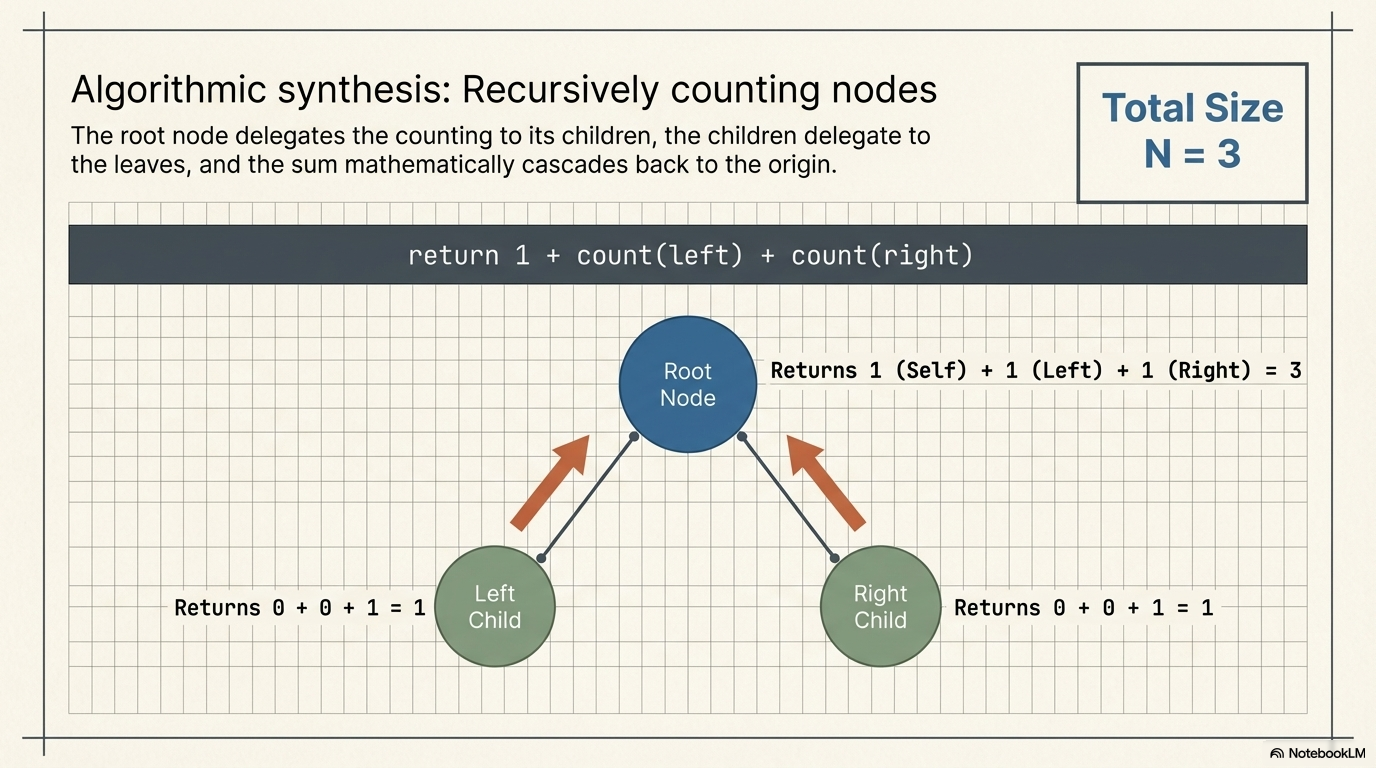 Algorithmic synthesis: Recursively counting nodes
The root node delegates the counting to its children, the children delegate to
the leaves, and the sum mathematically cascades back to the origin.
Total Size
N = 3
return 1 + count(left) + count(right)
Root
Node
Returns 1 (Self) + 1 (Left) + 1 (Right) = 3
Returns 0 + 0 + 1 = 1
Left
Child
Right
Child
Returns 0 + 0 + 1 = 1
NotebookLM